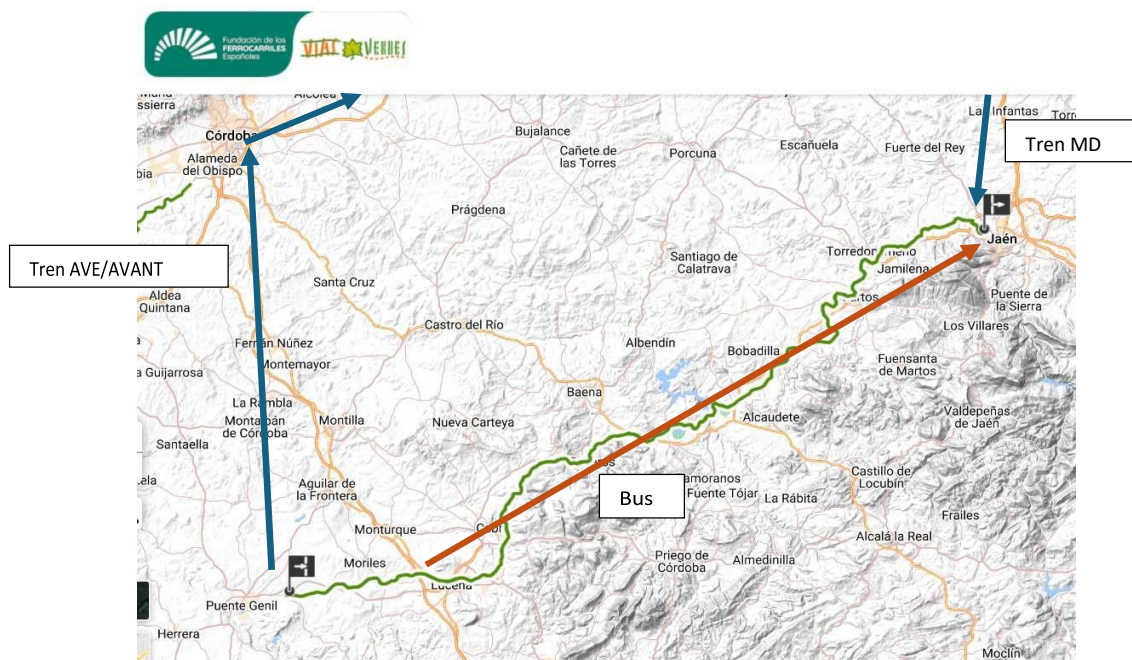 Fundación de los
FERROCARRILES
Españoles
VÍAS VERDES
Alcolea
Las Infantas
Córdoba
Bujalance
Cañete de
las Torres
Porcuna
Escañuela
Fuerte del Rey
Tren MD
Alameda
del Obispo
Prágdena
Jaén
Tren AVE/AVANT
Santa Cruz
Santiago de
Calatrava
Jamilena
Aldea
Quintana
Puente de
la Sierra
Castro del Río
Los Villares
Fernán Núñez
Montemayor
Albendín
Bobadilla
Fuensanta
de Martos
a Guijarrosa
La Rambla
Baena
Montalbán
de Córdoba
Montilla
Nueva Carteya
Alcaudete
Valdepeñas
de Jaén
Santaella
Castillo de
Locubín
Aguilar de
la Frontera
Bus
Fuente Tójar
La Rábita
Frailes
Monturque
Alcalá la Real
Moriles
Priego de
Córdoba
Almedinilla
Lucena
Puente Genil
Herrera
Moclín